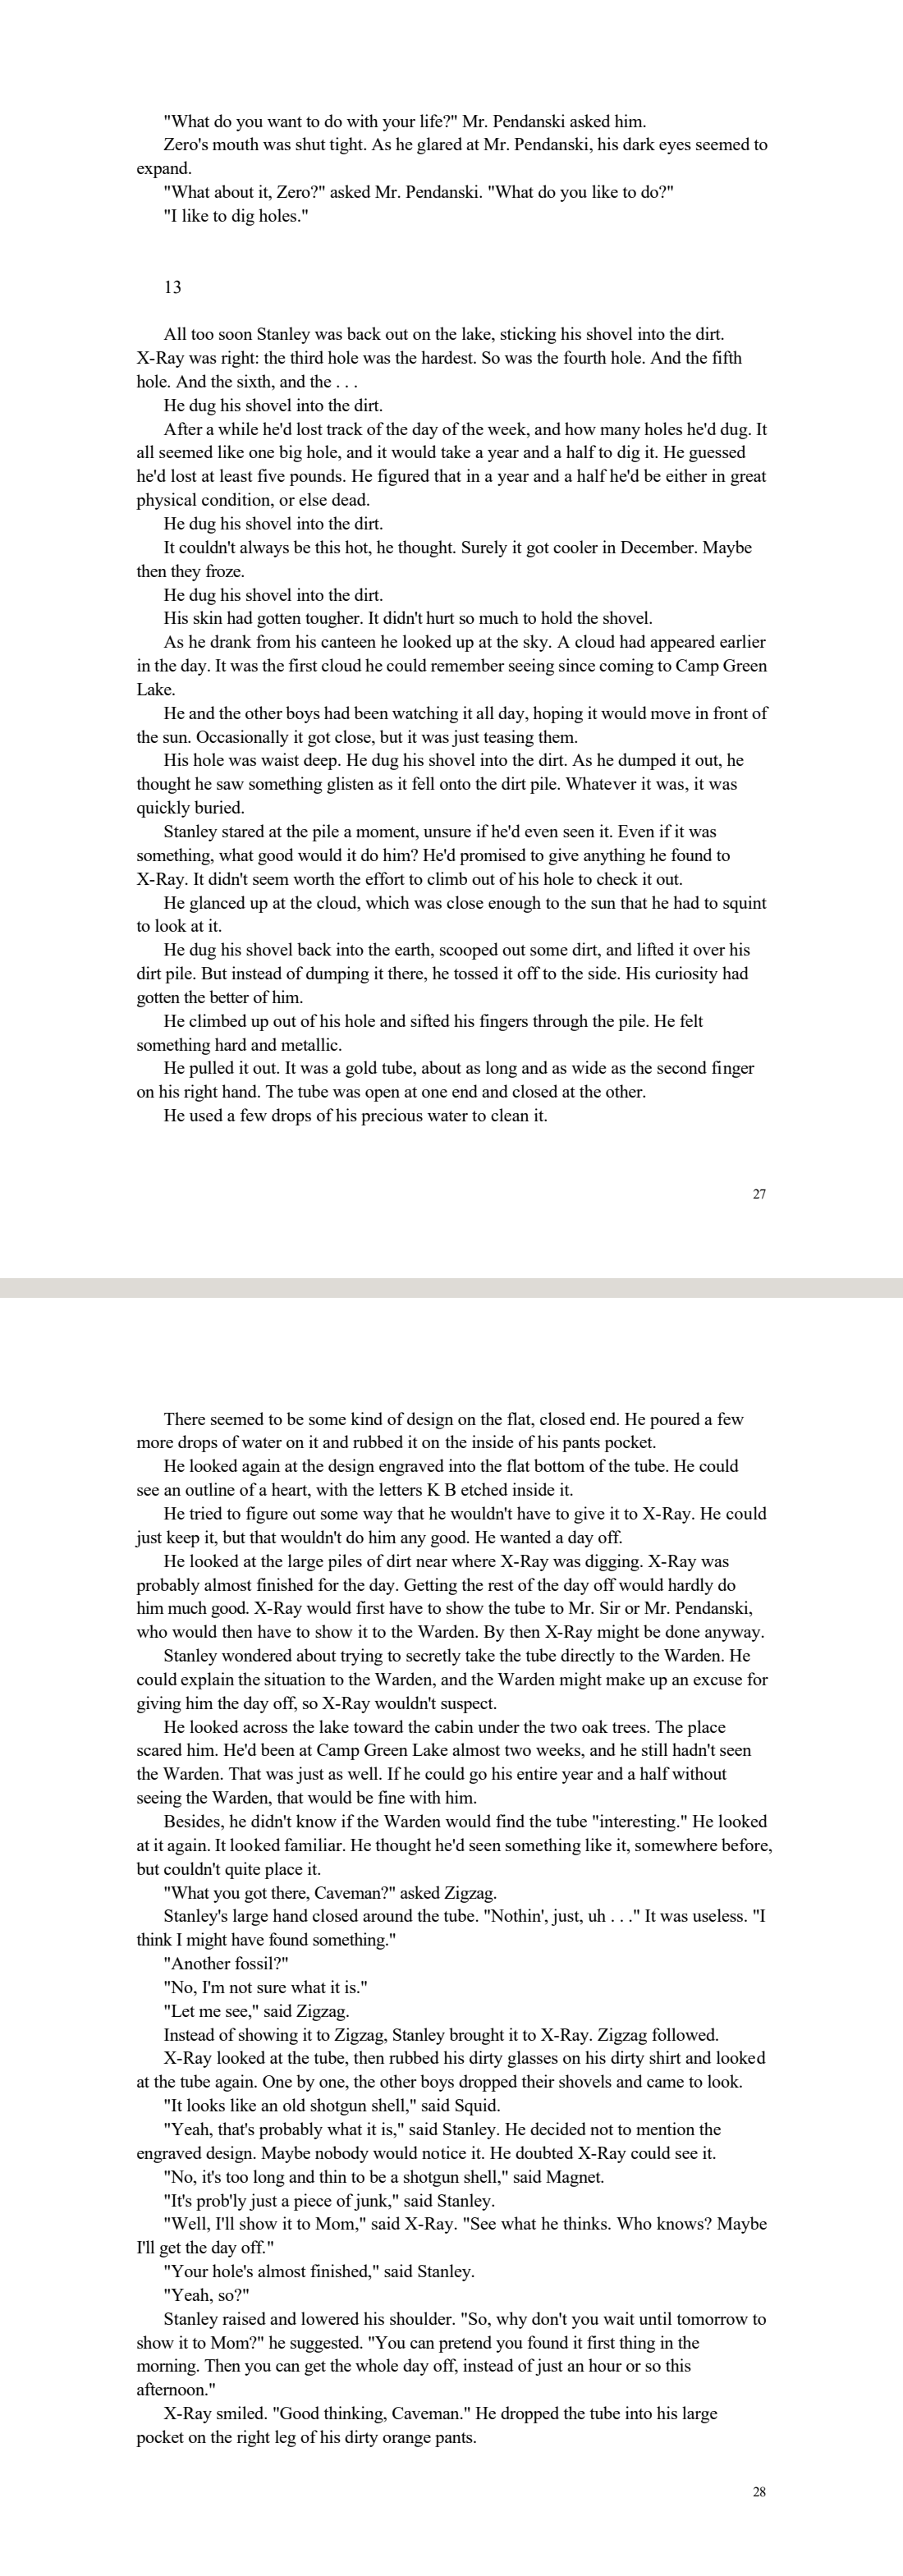 "What do you want to do with your life?" Mr. Pendanski asked him.
Zero's mouth was shut tight. As he glared at Mr. Pendanski, his dark eyes seemed to
expand.
"What about it, Zero?" asked Mr. Pendanski. "What do you like to do?"
"I like to dig holes."
13
All too soon Stanley was back out on the lake, sticking his shovel into the dirt.
X-Ray was right: the third hole was the hardest. So was the fourth hole. And the fifth
hole. And the sixth, and the . . .
He dug his shovel into the dirt.
After a while he'd lost track of the day of the week, and how many holes he'd dug. It
all seemed like one big hole, and it would take a year and a half to dig it. He guessed
he'd lost at least five pounds. He figured that in a year and a half he'd be either in great
physical condition, or else dead.
He dug his shovel into the dirt.
It couldn't always be this hot, he thought. Surely it got cooler in December. Maybe
then they froze.
He dug his shovel into the dirt.
His skin had gotten tougher. It didn't hurt so much to hold the shovel.
As he drank from his canteen he looked up at the sky. A cloud had appeared earlier
in the day. It was the first cloud he could remember seeing since coming to Camp Green
Lake.
He and the other boys had been watching it all day, hoping it would move in front of
the sun. Occasionally it got close, but it was just teasing them.
His hole was waist deep. He dug his shovel into the dirt. As he dumped it out, he
thought he saw something glisten as it fell onto the dirt pile. Whatever it was, it was
quickly buried.
Stanley stared at the pile a moment, unsure if he'd even seen it. Even if it was
something, what good would it do him? He'd promised to give anything he found to
X-Ray. It didn't seem worth the effort to climb out of his hole to check it out.
He glanced up at the cloud, which was close enough to the sun that he had to squint
to look at it.
He dug his shovel back into the earth, scooped out some dirt, and lifted it over his
dirt pile. But instead of dumping it there, he tossed it off to the side. His curiosity had
gotten the better of him.
He climbed up out of his hole and sifted his fingers through the pile. He felt
something hard and metallic.
He pulled it out. It was a gold tube, about as long and as wide as the second finger
on his right hand. The tube was open at one end and closed at the other.
He used a few drops of his precious water to clean it.
27
There seemed to be some kind of design on the flat, closed end. He poured a few
more drops of water on it and rubbed it on the inside of his pants pocket.
He looked again at the design engraved into the flat bottom of the tube. He could
see an outline of a heart, with the letters K B etched inside it.
He tried to figure out some way that he wouldn't have to give it to X-Ray. He could
just keep it, but that wouldn't do him any good. He wanted a day off.
He looked at the large piles of dirt near where X-Ray was digging. X-Ray was
probably almost finished for the day. Getting the rest of the day off would hardly do
him much good. X-Ray would first have to show the tube to Mr. Sir or Mr. Pendanski,
who would then have to show it to the Warden. By then X-Ray might be done anyway.
Stanley wondered about trying to secretly take the tube directly to the Warden. He
could explain the situation to the Warden, and the Warden might make up an excuse for
giving him the day off, so X-Ray wouldn't suspect.
He looked across the lake toward the cabin under the two oak trees. The place
scared him. He'd been at Camp Green Lake almost two weeks, and he still hadn't seen
the Warden. That was just as well. If he could go his entire year and a half without
seeing the Warden, that would be fine with him.
Besides, he didn't know if the Warden would find the tube "interesting." He looked
at it again. It looked familiar. He thought he'd seen something like it, somewhere before,
but couldn't quite place it.
"What you got there, Caveman?" asked Zigzag.
Stanley's large hand closed around the tube. "Nothin', just, uh . . ." It was useless. "I
think I might have found something."
"Another fossil?"
"No, I'm not sure what it is."
"Let me see," said Zigzag.
Instead of showing it to Zigzag, Stanley brought it to X-Ray. Zigzag followed.
X-Ray looked at the tube, then rubbed his dirty glasses on his dirty shirt and looked
at the tube again. One by one, the other boys dropped their shovels and came to look.
"It looks like an old shotgun shell," said Squid.
"Yeah, that's probably what it is," said Stanley. He decided not to mention the
engraved design. Maybe nobody would notice it. He doubted X-Ray could see it.
"No, it's too long and thin to be a shotgun shell," said Magnet.
"It's prob'ly just a piece of junk," said Stanley.
"Well, I'll show it to Mom," said X-Ray. "See what he thinks. Who knows? Maybe
I'll get the day off."
"Your hole's almost finished," said Stanley.
"Yeah, so?"
Stanley raised and lowered his shoulder. "So, why don't you wait until tomorrow to
show it to Mom?" he suggested. "You can pretend you found it first thing in the
morning. Then you can get the whole day off, instead of just an hour or so this
afternoon."
X-Ray smiled. "Good thinking, Caveman." He dropped the tube into his large
pocket on the right leg of his dirty orange pants.
28